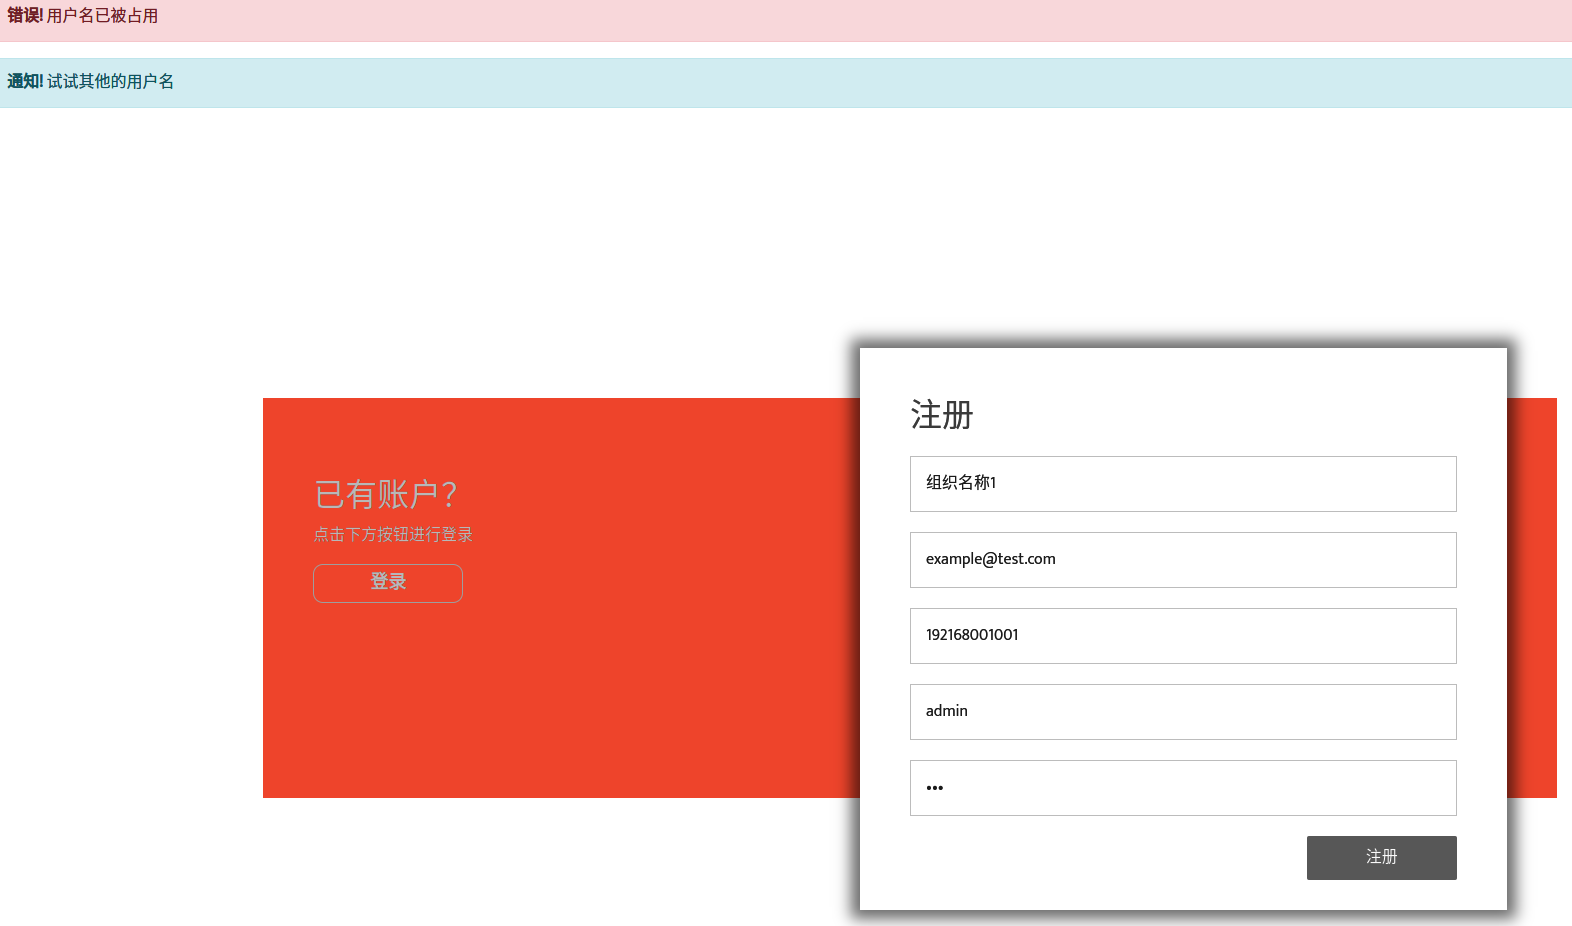 错误! 用户名已被占用
通知! 试试其他的用户名
已有账户？
点击下方按钮进行登录
登录
注册
组织名称1
example@test.com
192168001001
admin
•••
注册